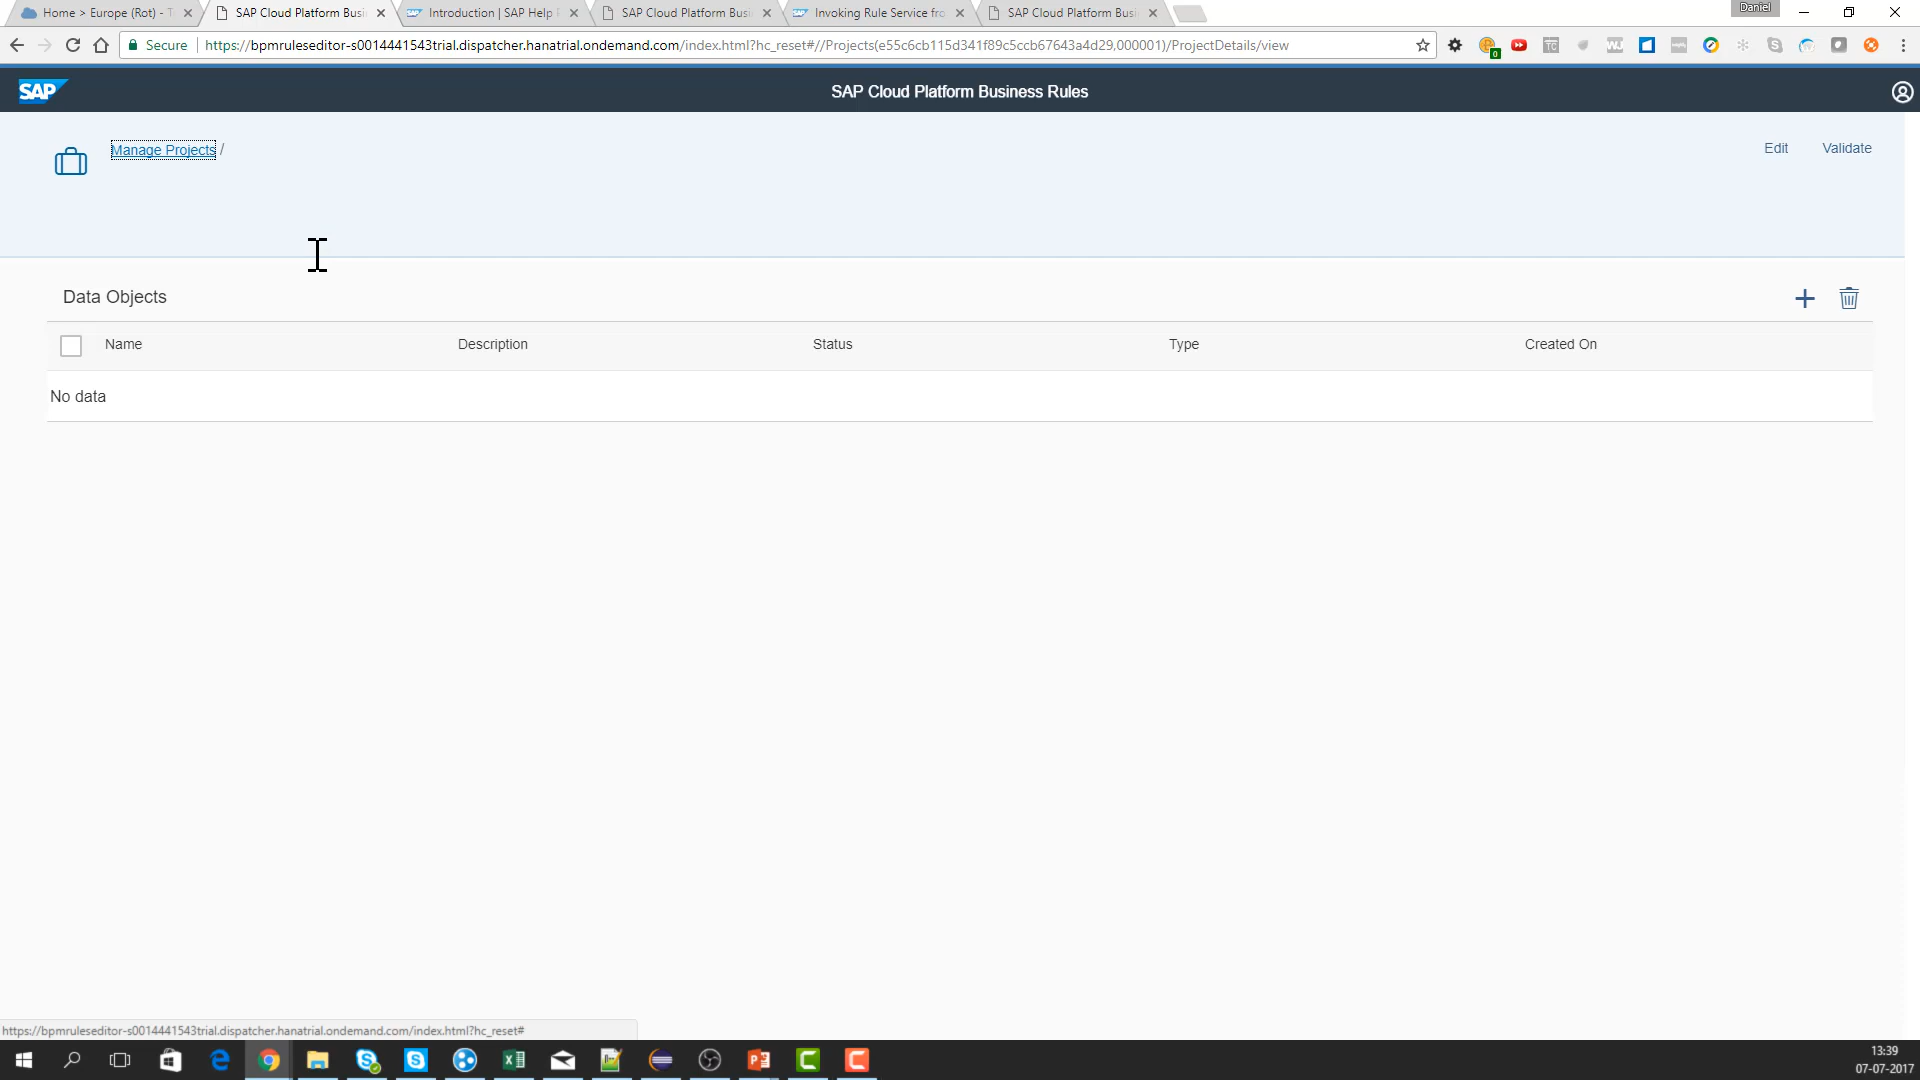 Daniel
Home > Europe (Rot) - T
SAP Cloud Platform Busi
Introduction | SAP Help
SAP Cloud Platform Busi
Invoking Rule Service fro
SAP Cloud Platform Busi
Secure
https://bpmruleseditor-s0014441543trial.dispatcher.hanatrial.ondemand.com/index.html?hc_reset#//Projects(e55c6cb115d341f89c5ccb67643a4d29,000001)/ProjectDetails/view
SAP
SAP Cloud Platform Business Rules
Manage Projects /
Edit
Validate
Data Objects
Name Description Status Type Created On
No data
https://bpmruleseditor-s0014441543trial.dispatcher.hanatrial.ondemand.com/index.html?hc_reset#
13:39
07-07-2017